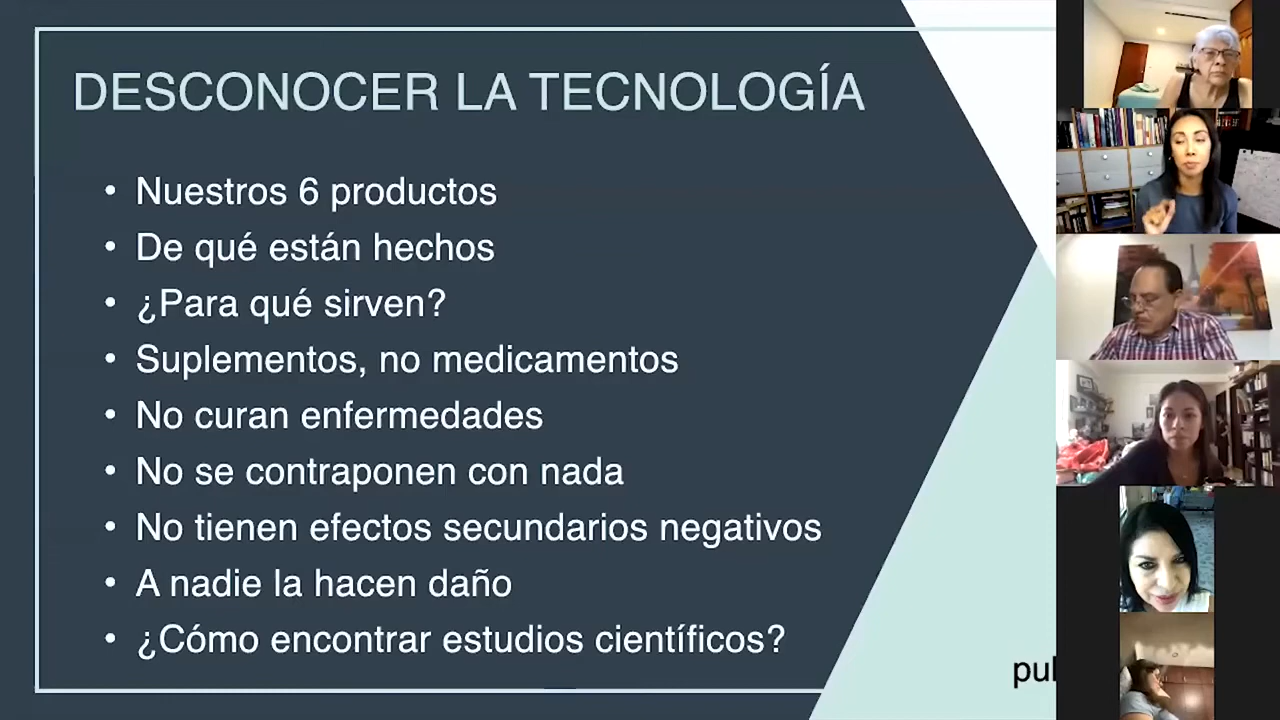 DESCONOCER LA TECNOLOGÍA
• Nuestros 6 productos
• De qué están hechos
• ¿Para qué sirven?
• Suplementos, no medicamentos
• No curan enfermedades
• No se contraponen con nada
• No tienen efectos secundarios negativos
• A nadie la hacen daño
• ¿Cómo encontrar estudios científicos?
pul